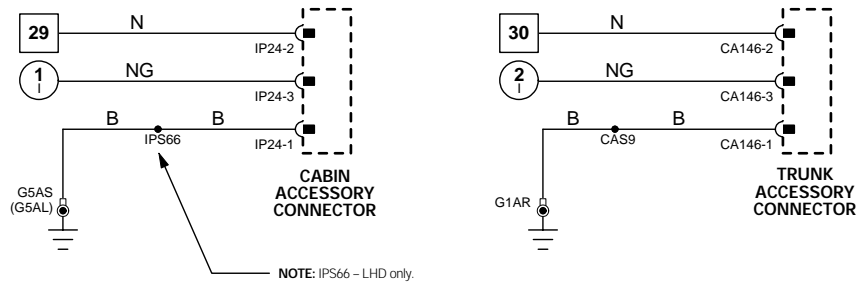 29
N
IP24-2
1
I
NG
IP24-3
B
IPS66
B
IP24-1
G5AS
(G5AL)
CABIN
ACCESSORY
CONNECTOR
NOTE: IPS66 – LHD only.
30
N
CA146-2
2
I
NG
CA146-3
B
CAS9
B
CA146-1
G1AR
TRUNK
ACCESSORY
CONNECTOR